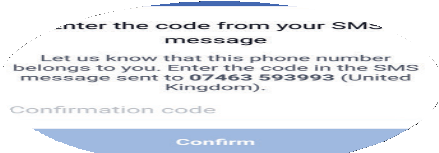 Enter the code from your SMS
message
Let us know that this phone number
belongs to you. Enter the code in the SMS
message sent to 07463 593993 (United
Kingdom).
Confirmation code
Confirm